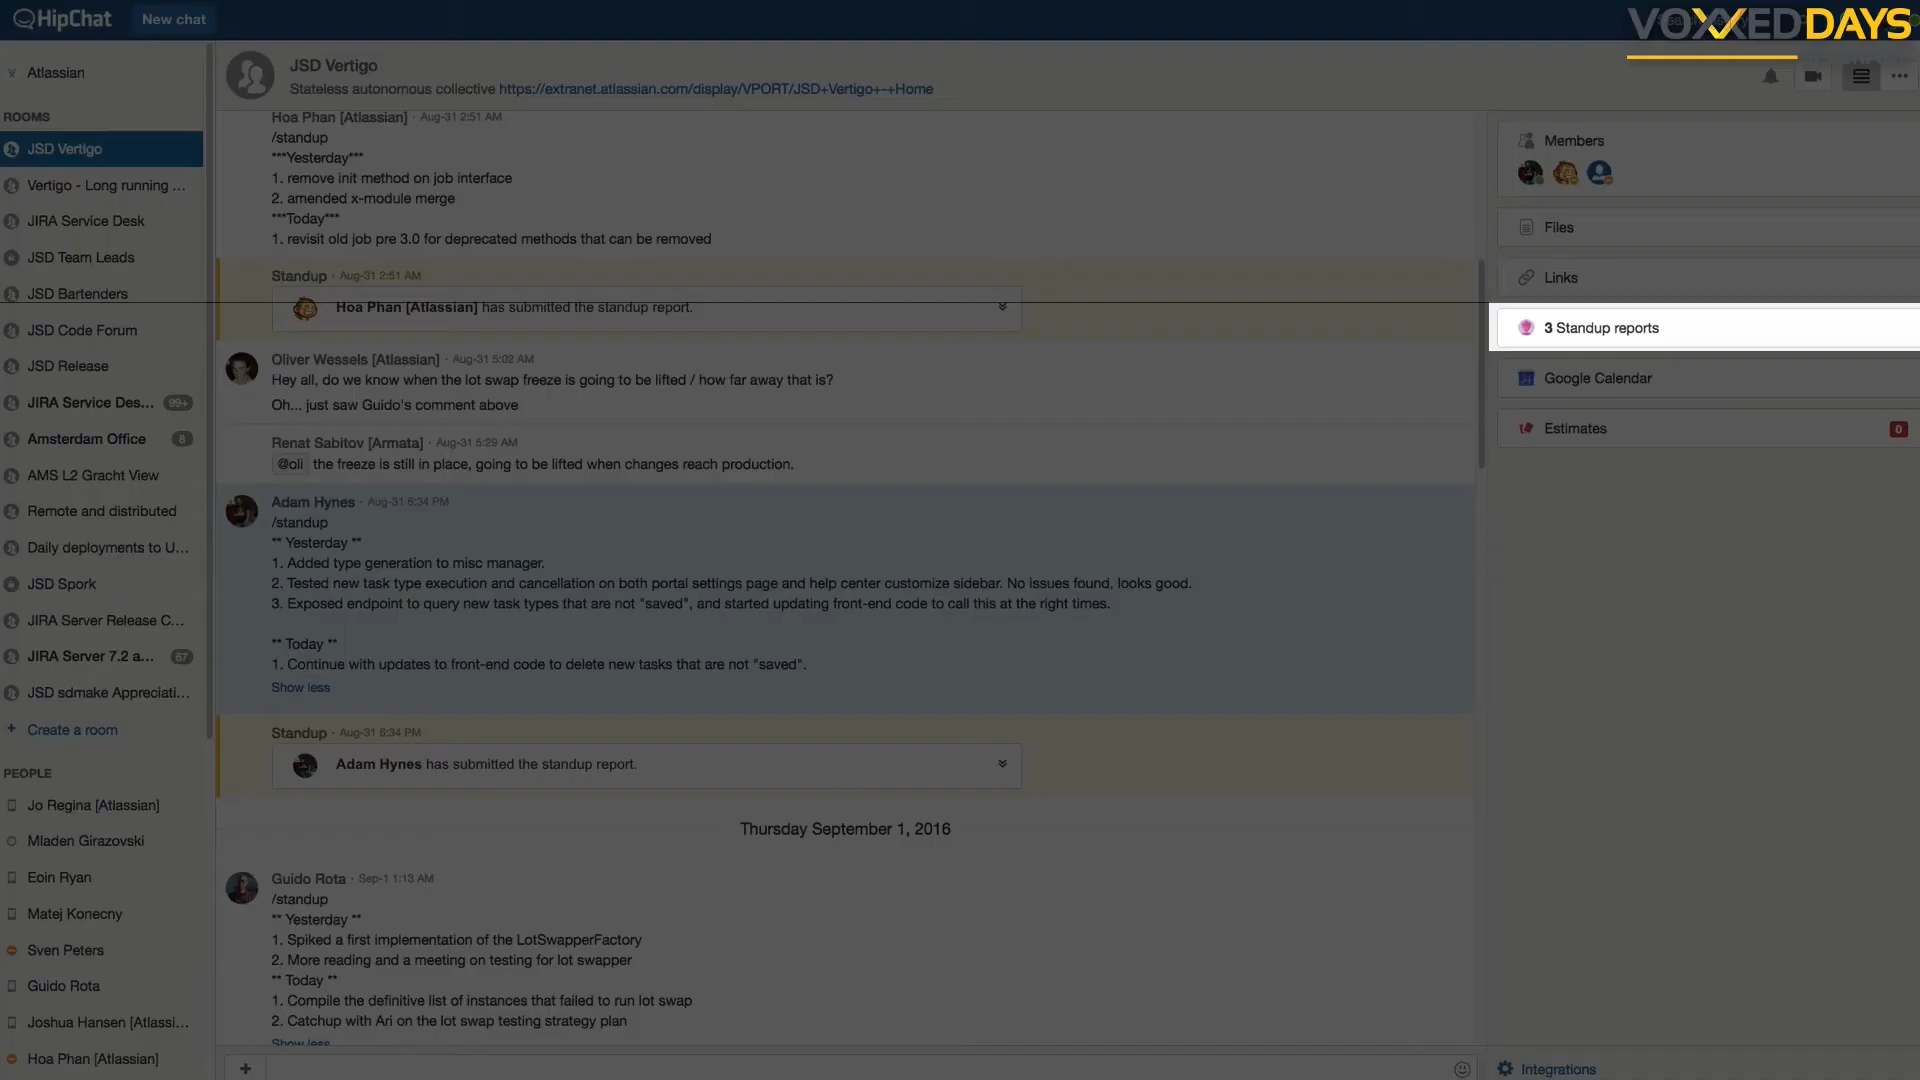 HipChat
New chat
VOXXEDDAYS
Atlassian
ROOMS
JSD Vertigo
Vertigo - Long running ...
JIRA Service Desk
JSD Team Leads
JSD Bartenders
JSD Code Forum
JSD Release
JIRA Service Des... 99+
Amsterdam Office 8
AMS L2 Gracht View
Remote and distributed
Daily deployments to U...
JSD Spork
JIRA Server Release C...
JIRA Server 7.2 a... 67
JSD sdmake Appreciati...
+ Create a room
PEOPLE
Jo Regina [Atlassian]
Mladen Girazovski
Eoin Ryan
Matej Konecny
Sven Peters
Guido Rota
Joshua Hansen [Atlassi...
Hoa Phan [Atlassian]
JSD Vertigo
Stateless autonomous collective https://extranet.atlassian.com/display/VPORT/JSD+Vertigo+-+Home
Hoa Phan [Atlassian] · Aug-31 2:51 AM
/standup
***Yesterday***
1. remove init method on job interface
2. amended x-module merge
***Today***
1. revisit old job pre 3.0 for deprecated methods that can be removed
Standup · Aug-31 2:51 AM
Hoa Phan [Atlassian] has submitted the standup report.
Oliver Wessels [Atlassian] · Aug-31 5:02 AM
Hey all, do we know when the lot swap freeze is going to be lifted / how far away that is?
Oh... just saw Guido's comment above
Renat Sabitov [Armata] · Aug-31 5:29 AM
@oli the freeze is still in place, going to be lifted when changes reach production.
Adam Hynes · Aug-31 6:34 PM
/standup
** Yesterday **
1. Added type generation to misc manager.
2. Tested new task type execution and cancellation on both portal settings page and help center customize sidebar. No issues found, looks good.
3. Exposed endpoint to query new task types that are not "saved", and started updating front-end code to call this at the right times.
** Today **
1. Continue with updates to front-end code to delete new tasks that are not "saved".
Show less
Standup · Aug-31 6:34 PM
Adam Hynes has submitted the standup report.
Thursday September 1, 2016
Guido Rota · Sep-1 1:13 AM
/standup
** Yesterday **
1. Spiked a first implementation of the LotSwapperFactory
2. More reading and a meeting on testing for lot swapper
** Today **
1. Compile the definitive list of instances that failed to run lot swap
2. Catchup with Ari on the lot swap testing strategy plan
Show less
+
Members
Files
Links
3 Standup reports
Google Calendar
Estimates 0
Integrations